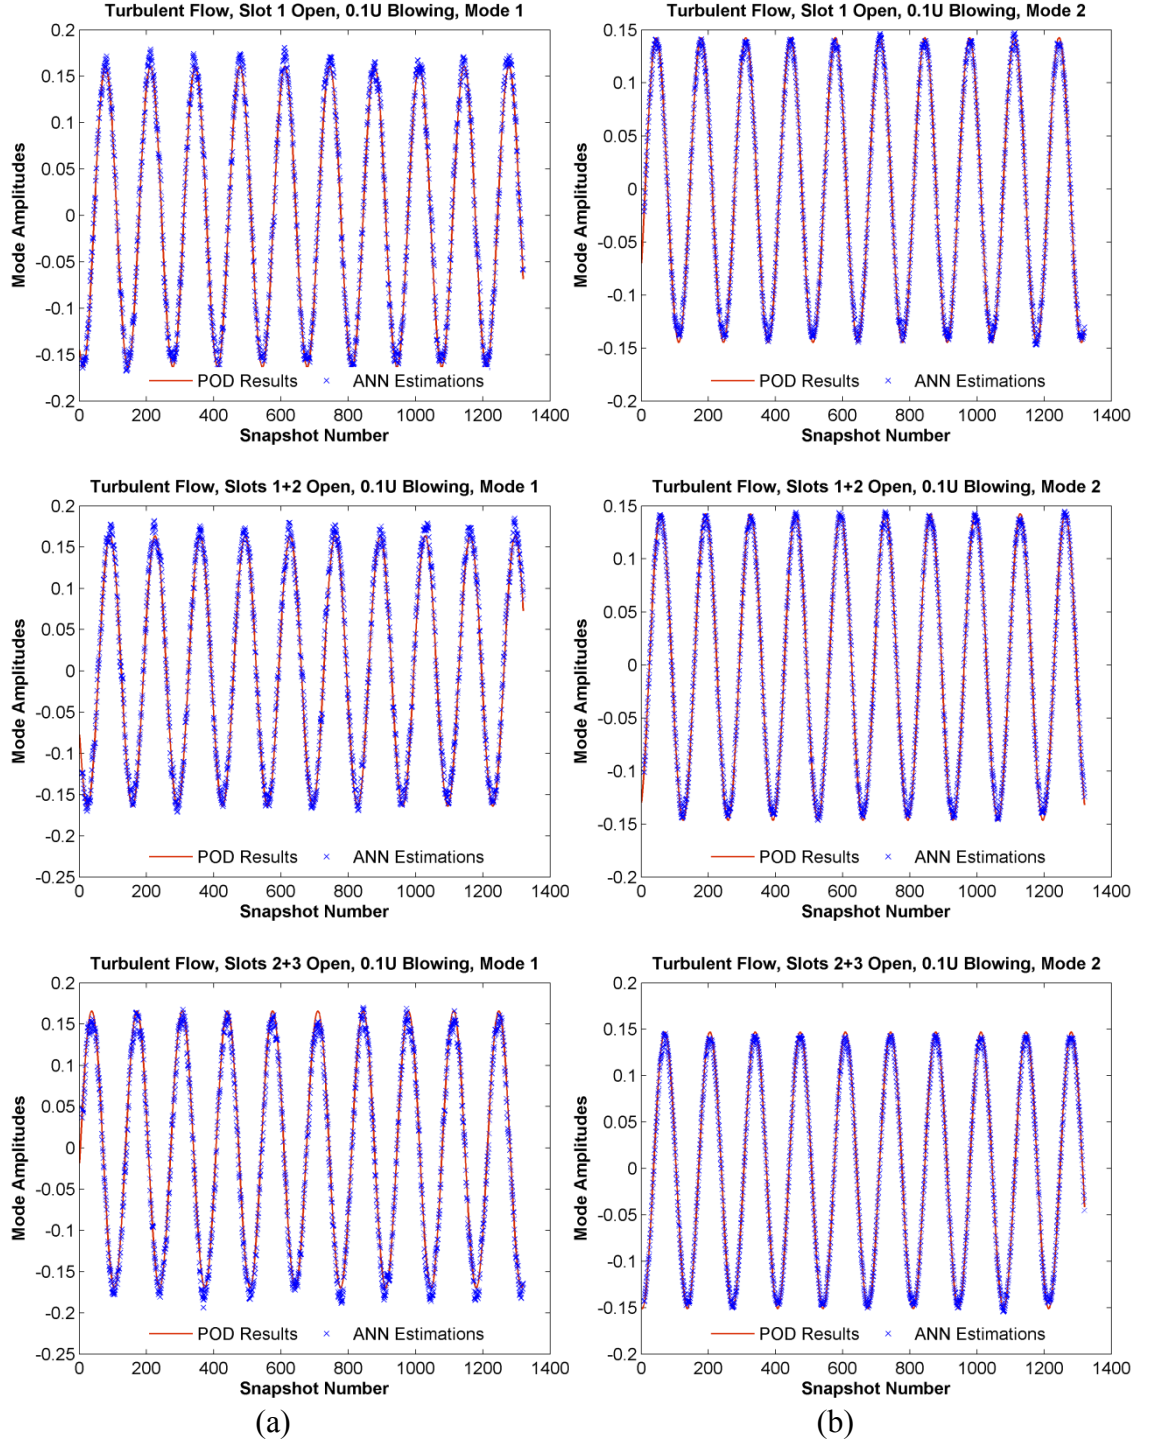 Turbulent Flow, Slot 1 Open, 0.1U Blowing, Mode 1
0.2
0.15
0.1
0.05
0
-0.05
-0.1
-0.15
-0.2
Mode Amplitudes
POD Results × ANN Estimations
0 200 400 600 800 1000 1200 1400
Snapshot Number
Turbulent Flow, Slot 1 Open, 0.1U Blowing, Mode 2
0.15
0.1
0.05
0
-0.05
-0.1
-0.15
-0.2
Mode Amplitudes
POD Results × ANN Estimations
0 200 400 600 800 1000 1200 1400
Snapshot Number
Turbulent Flow, Slots 1+2 Open, 0.1U Blowing, Mode 1
0.2
0.15
0.1
0.05
0
-0.05
-0.1
-0.15
-0.2
-0.25
Mode Amplitudes
POD Results × ANN Estimations
0 200 400 600 800 1000 1200 1400
Snapshot Number
Turbulent Flow, Slots 1+2 Open, 0.1U Blowing, Mode 2
0.15
0.1
0.05
0
-0.05
-0.1
-0.15
-0.2
Mode Amplitudes
POD Results × ANN Estimations
0 200 400 600 800 1000 1200 1400
Snapshot Number
Turbulent Flow, Slots 2+3 Open, 0.1U Blowing, Mode 1
0.2
0.15
0.1
0.05
0
-0.05
-0.1
-0.15
-0.2
-0.25
Mode Amplitudes
POD Results × ANN Estimations
0 200 400 600 800 1000 1200 1400
Snapshot Number
Turbulent Flow, Slots 2+3 Open, 0.1U Blowing, Mode 2
0.2
0.15
0.1
0.05
0
-0.05
-0.1
-0.15
-0.2
Mode Amplitudes
POD Results × ANN Estimations
0 200 400 600 800 1000 1200 1400
Snapshot Number
(a) (b)